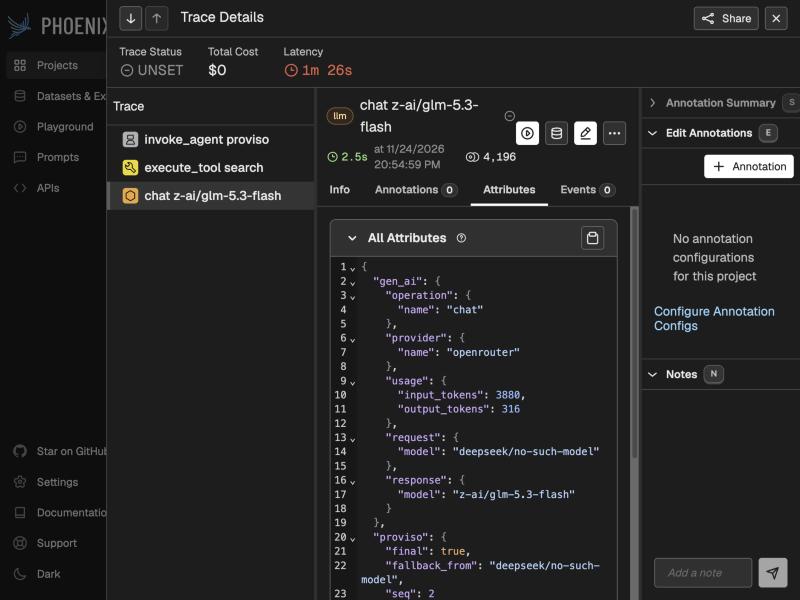 PHOENIX
Projects
Datasets & Ex
Playground
Prompts
APIs
Star on GitHub
Settings
Documentatio
Support
Dark
Trace Details
Share
Trace Status
UNSET
Total Cost
$0
Latency
1m 26s
Trace
invoke_agent proviso
execute_tool search
chat z-ai/glm-5.3-flash
llm
chat z-ai/glm-5.3-
flash
2.5s
at 11/24/2026
20:54:59 PM
4,196
Info
Annotations 0
Attributes
Events 0
All Attributes
1 {
2 "gen_ai": {
3 "operation": {
4 "name": "chat"
5 },
6 "provider": {
7 "name": "openrouter"
8 },
9 "usage": {
10 "input_tokens": 3880,
11 "output_tokens": 316
12 },
13 "request": {
14 "model": "deepseek/no-such-model"
15 },
16 "response": {
17 "model": "z-ai/glm-5.3-flash"
18 }
19 },
20 "proviso": {
21 "final": true,
22 "fallback_from": "deepseek/no-such-
model",
23 "seq": 2
Annotation Summary S
Edit Annotations E
Annotation
No annotation
configurations
for this project
Configure Annotation
Configs
Notes N
Add a note